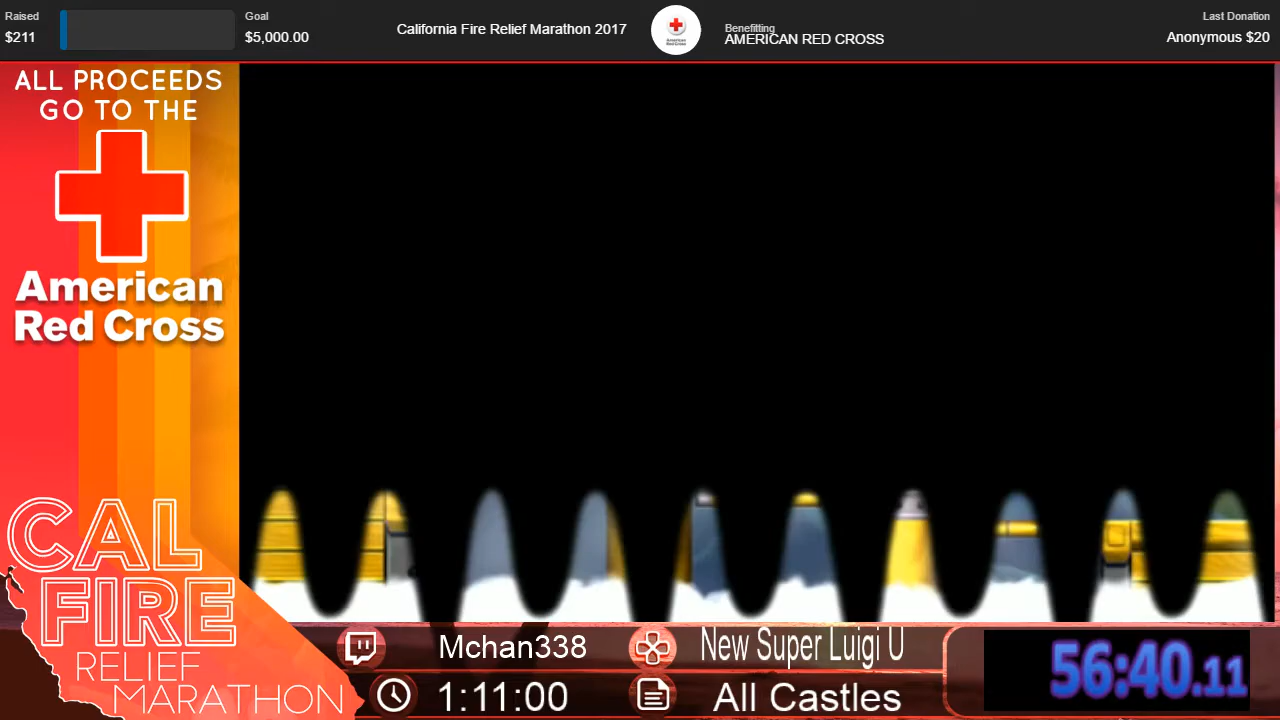 Raised
$211
Goal
$5,000.00
California Fire Relief Marathon 2017
Benefitting
AMERICAN RED CROSS
Last Donation
Anonymous $20
ALL PROCEEDS
GO TO THE
American
Red Cross
CAL
FIRE
RELIEF
MARATHON
Mchan338
New Super Luigi U
1:11:00
All Castles
56:40.11